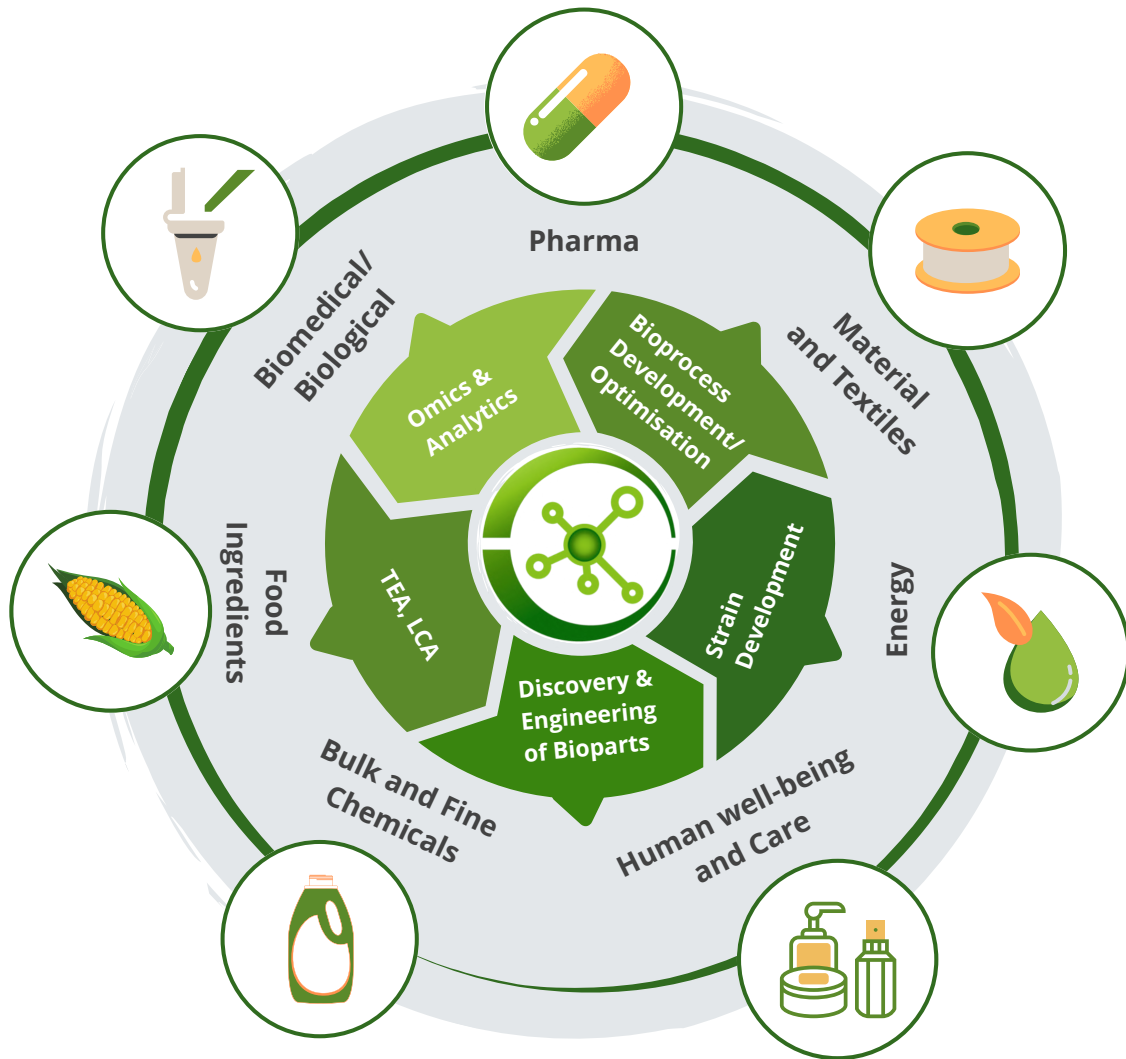 Pharma
Material
and Textiles
Energy
Human well-being
and Care
Bulk and Fine
Chemicals
Food
Ingredients
Biomedical/
Biological
Bioprocess
Development/
Optimisation
Strain
Development
Discovery &
Engineering
of Bioparts
TEA, LCA
Omics &
Analytics